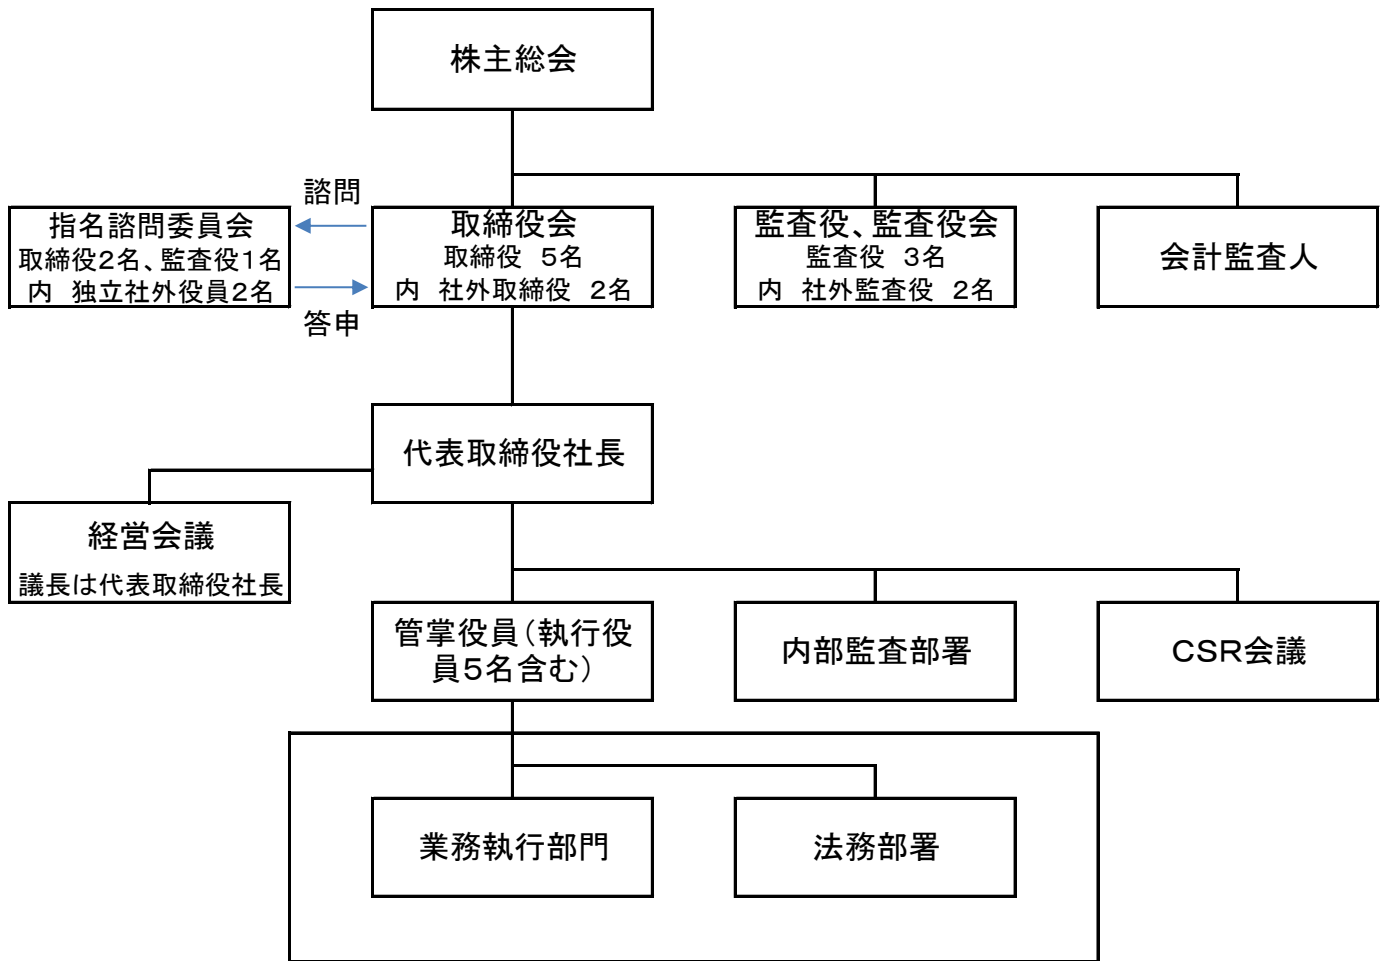 株主総会
諮問
指名諮問委員会
取締役2名、監査役1名
内 独立社外役員2名
取締役会
取締役 5名
内 社外取締役 2名
監査役、監査役会
監査役 3名
内 社外監査役 2名
会計監査人
答申
代表取締役社長
経営会議
議長は代表取締役社長
管掌役員（執行役
員5名含む）
内部監査部署
CSR会議
業務執行部門
法務部署